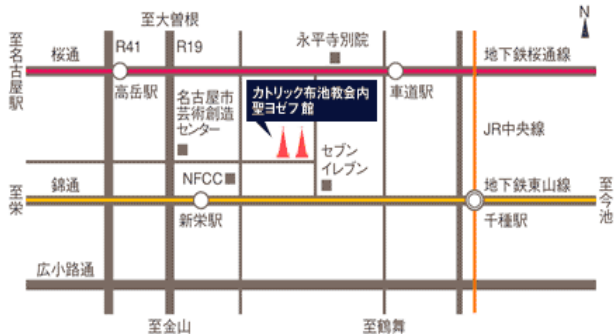 至大曽根
N
至名古屋駅
桜通
R41
R19
永平寺別院
地下鉄桜通線
高岳駅
名古屋市
芸術創造
センター
カトリック布池教会内
聖ヨゼフ館
車道駅
JR中央線
セブン
イレブン
至栄
錦通
NFCC
地下鉄東山線
至今池
新栄駅
千種駅
広小路通
至金山
至鶴舞